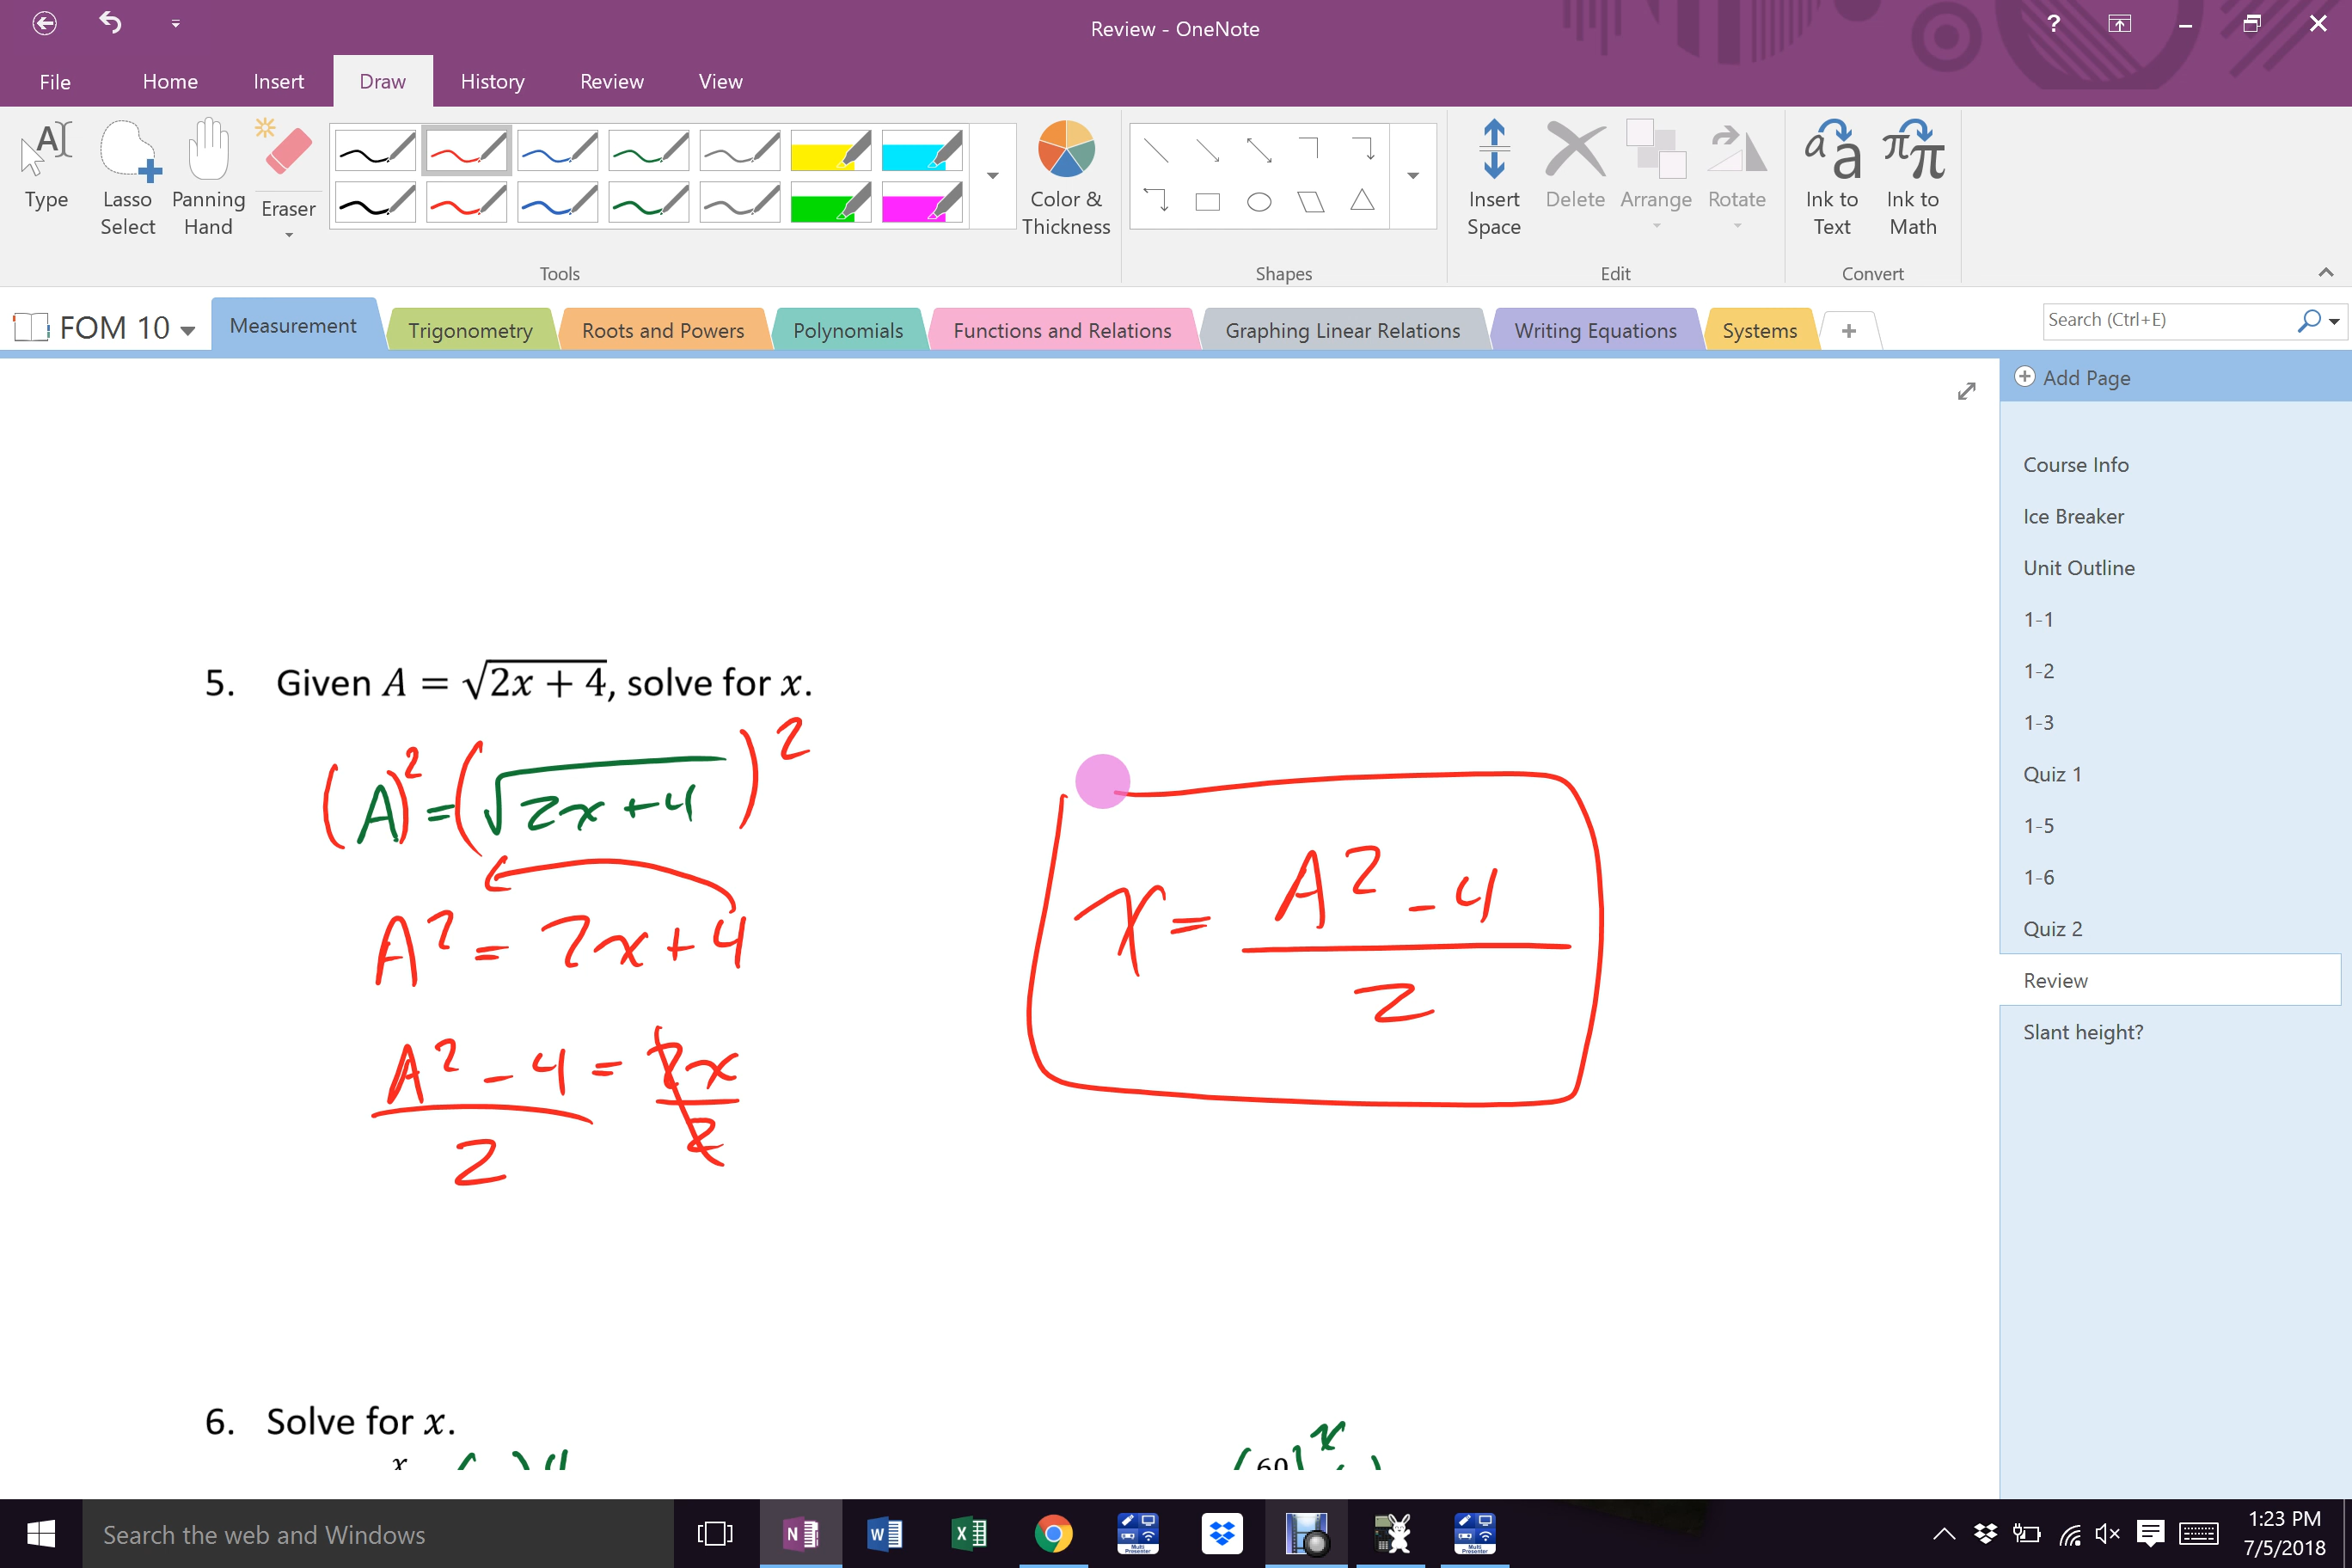 Review - OneNote
?
File Home Insert Draw History Review View
Type
Lasso Select
Panning Hand
Eraser
Color & Thickness
Insert Space
Delete
Arrange
Rotate
Ink to Text
Ink to Math
Tools Shapes Edit Convert
FOM 10 Measurement Trigonometry Roots and Powers Polynomials Functions and Relations Graphing Linear Relations Writing Equations Systems + Search (Ctrl+E)
Add Page
Course Info
Ice Breaker
Unit Outline
1-1
1-2
1-3
Quiz 1
1-5
1-6
Quiz 2
Review
Slant height?
5. Given A = √2x + 4, solve for x.
(A)² = (√2x + 4)²
A² = 2x + 4
A² - 4 = 2x
2 2
x = A² - 4
2
6. Solve for x.
x
60 x
Search the web and Windows
1:23 PM
7/5/2018